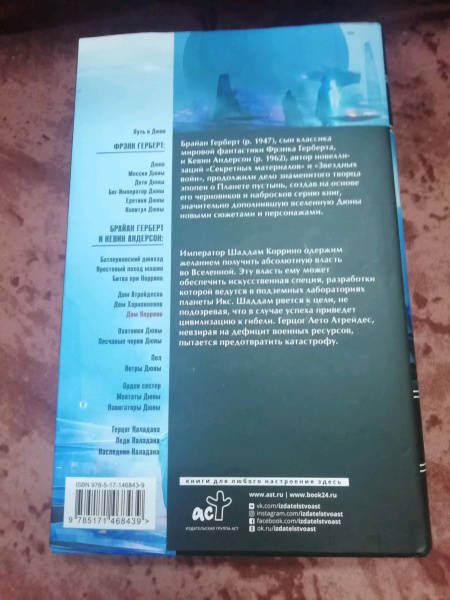 Путь к Дюне
ФРЭНК ГЕРБЕРТ:
Дюна
Мессия Дюны
Дети Дюны
Бог-Император Дюны
Еретики Дюны
Капитул Дюны
БРАЙАН ГЕРБЕРТ
И КЕВИН АНДЕРСОН:
Батлерианский джихад
Крестовый поход машин
Битва при Коррине
Дом Атрейдесов
Дом Харконненов
Дом Коррино
Охотники Дюны
Песчаные черви Дюны
Пол
Ветры Дюны
Орден сестер
Ментаты Дюны
Навигаторы Дюны
Герцог Каладана
Леди Каладана
Наследник Каладана
Брайан Герберт (р. 1947), сын классика
мировой фантастики Фрэнка Герберта,
и Кевин Андерсон (р. 1962), автор новелли-
заций «Секретных материалов» и «Звездных
войн», продолжили дело знаменитого творца
эпопеи о Планете пустынь, создав на основе
его черновиков и набросков серию книг,
значительно дополнившую вселенную Дюны
новыми сюжетами и персонажами.
Император Шаддам Коррино одержим
желанием получить абсолютную власть
во Вселенной. Эту власть ему может
обеспечить искусственная специя, разработки
которой ведутся в подземных лабораториях
планеты Икс. Шаддам рвется к цели, не
подозревая, что в случае успеха приведет
цивилизацию к гибели. Герцог Лето Атрейдес,
невзирая на дефицит военных ресурсов,
пытается предотвратить катастрофу.
ISBN 978-5-17-146843-9
9 785171 468439 >
книги для любого настроения здесь
аст
ИЗДАТЕЛЬСКАЯ ГРУППА АСТ
www.ast.ru | www.book24.ru
vk.com/izdatelstvoast
instagram.com/izdatelstvoast
facebook.com/izdatelstvoast
ok.ru/izdatelstvoast